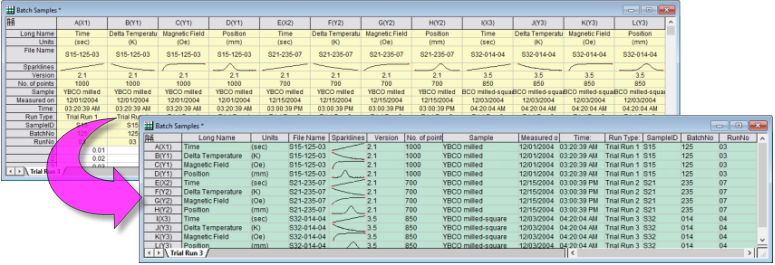 Batch Samples *
A(X1) B(Y1) C(Y1) D(Y1) E(X2) F(Y2) G(Y2) H(Y2) I(X3) J(Y3) K(Y3) L(Y3)
Long Name Time Delta Temperatu Magnetic Field Position Time Delta Temperatu Magnetic Field Position Time Delta Temperatu Magnetic Field Position
Units (sec) (K) (Oe) (mm) (sec) (K) (Oe) (mm) (sec) (K) (Oe) (mm)
File Name S15-125-03 S15-125-03 S15-125-03 S15-125-03 S21-235-07 S21-235-07 S21-235-07 S21-235-07 S32-014-04 S32-014-04 S32-014-04 S32-014-04
Sparklines
Version 2.1 2.1 2.1 2.1 2.1 2.1 2.1 2.1 3.5 3.5 3.5 3.5
No. of points 1000 1000 1000 1000 700 700 700 700 850 850 850 850
Sample YBCO milled YBCO milled YBCO milled YBCO milled YBCO milled YBCO milled YBCO milled YBCO milled
Measured on 12/01/2004 12/01/2004 12/01/2004 12/01/2004 12/15/2004 12/15/2004 12/15/2004 12/15/2004 12/03/2004 12/03/2004 12/03/2004 12/03/2004
Time: 03:20:39 AM 03:20:39 AM 03:20:39 AM 03:20:39 AM 03:00:39 PM 03:00:39 PM 03:00:39 PM 03:00:39 PM 04:20:04 AM 04:20:04 AM 04:20:04 AM 04:20:04 AM
Run Type: Trial Run 1
SampleID
BatchNo 125
RunNo 03
0.01
0.02
Trial Run 3
Batch Samples *
Long Name Units File Name Sparklines Version No. of point Sample Measured o Time: Run Type: SampleID BatchNo RunNo
A(X1) Time (sec) S15-125-03 2.1 1000 YBCO milled 12/01/2004 03:20:39 AM Trial Run 1 S15 125 03
B(Y1) Delta Temperature (K) S15-125-03 2.1 1000 YBCO milled 12/01/2004 03:20:39 AM Trial Run 1 S15 125 03
C(Y1) Magnetic Field (Oe) S15-125-03 2.1 1000 YBCO milled 12/01/2004 03:20:39 AM Trial Run 1 S15 125 03
D(Y1) Position (mm) S15-125-03 2.1 1000 YBCO milled 12/01/2004 03:20:39 AM Trial Run 1 S15 125 03
E(X2) Time (sec) S21-235-07 2.1 700 YBCO milled 12/15/2004 03:00:39 PM Trial Run 2 S21 235 07
F(Y2) Delta Temperature (K) S21-235-07 2.1 700 YBCO milled 12/15/2004 03:00:39 PM Trial Run 2 S21 235 07
G(Y2) Magnetic Field (Oe) S21-235-07 2.1 700 YBCO milled 12/15/2004 03:00:39 PM Trial Run 2 S21 235 07
H(Y2) Position (mm) S21-235-07 2.1 700 YBCO milled 12/15/2004 03:00:39 PM Trial Run 2 S21 235 07
I(X3) Time (sec) S32-014-04 3.5 850 YBCO milled-square 12/03/2004 04:20:04 AM Trial Run 3 S32 014 04
J(Y3) Delta Temperature (K) S32-014-04 3.5 850 YBCO milled-square 12/03/2004 04:20:04 AM Trial Run 3 S32 014 04
K(Y3) Magnetic Field (Oe) S32-014-04 3.5 850 YBCO milled-square 12/03/2004 04:20:04 AM Trial Run 3 S32 014 04
L(Y3) Position (mm) S32-014-04 3.5 850 YBCO milled-square 12/03/2004 04:20:04 AM Trial Run 3 S32 014 04
Trial Run 3